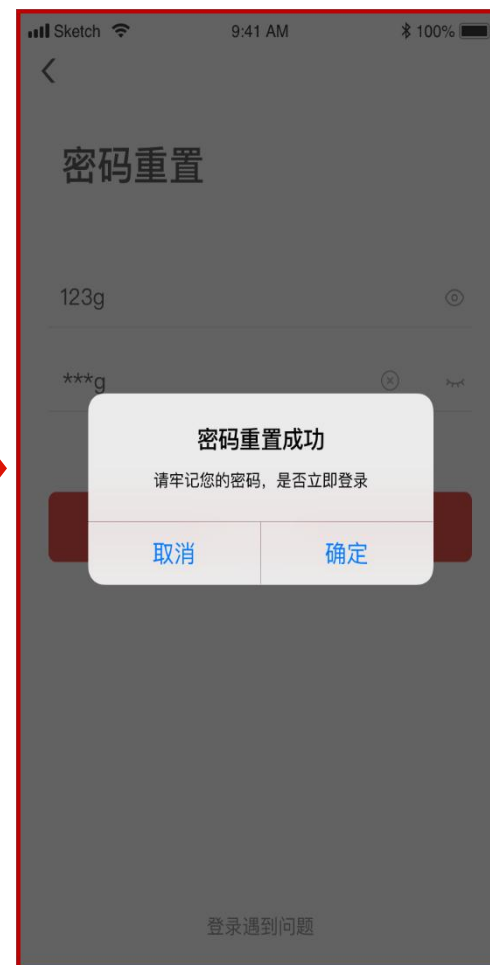 Sketch 9:41 AM 100%
密码重置
123g
***g
密码重置成功
请牢记您的密码，是否立即登录
取消 确定
登录遇到问题